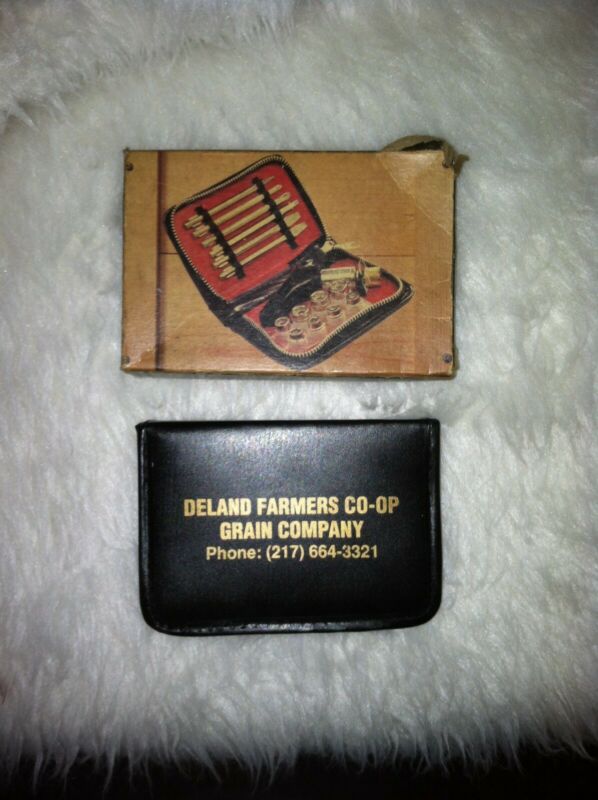 DELAND FARMERS CO-OP
GRAIN COMPANY
Phone: (217) 664-3321